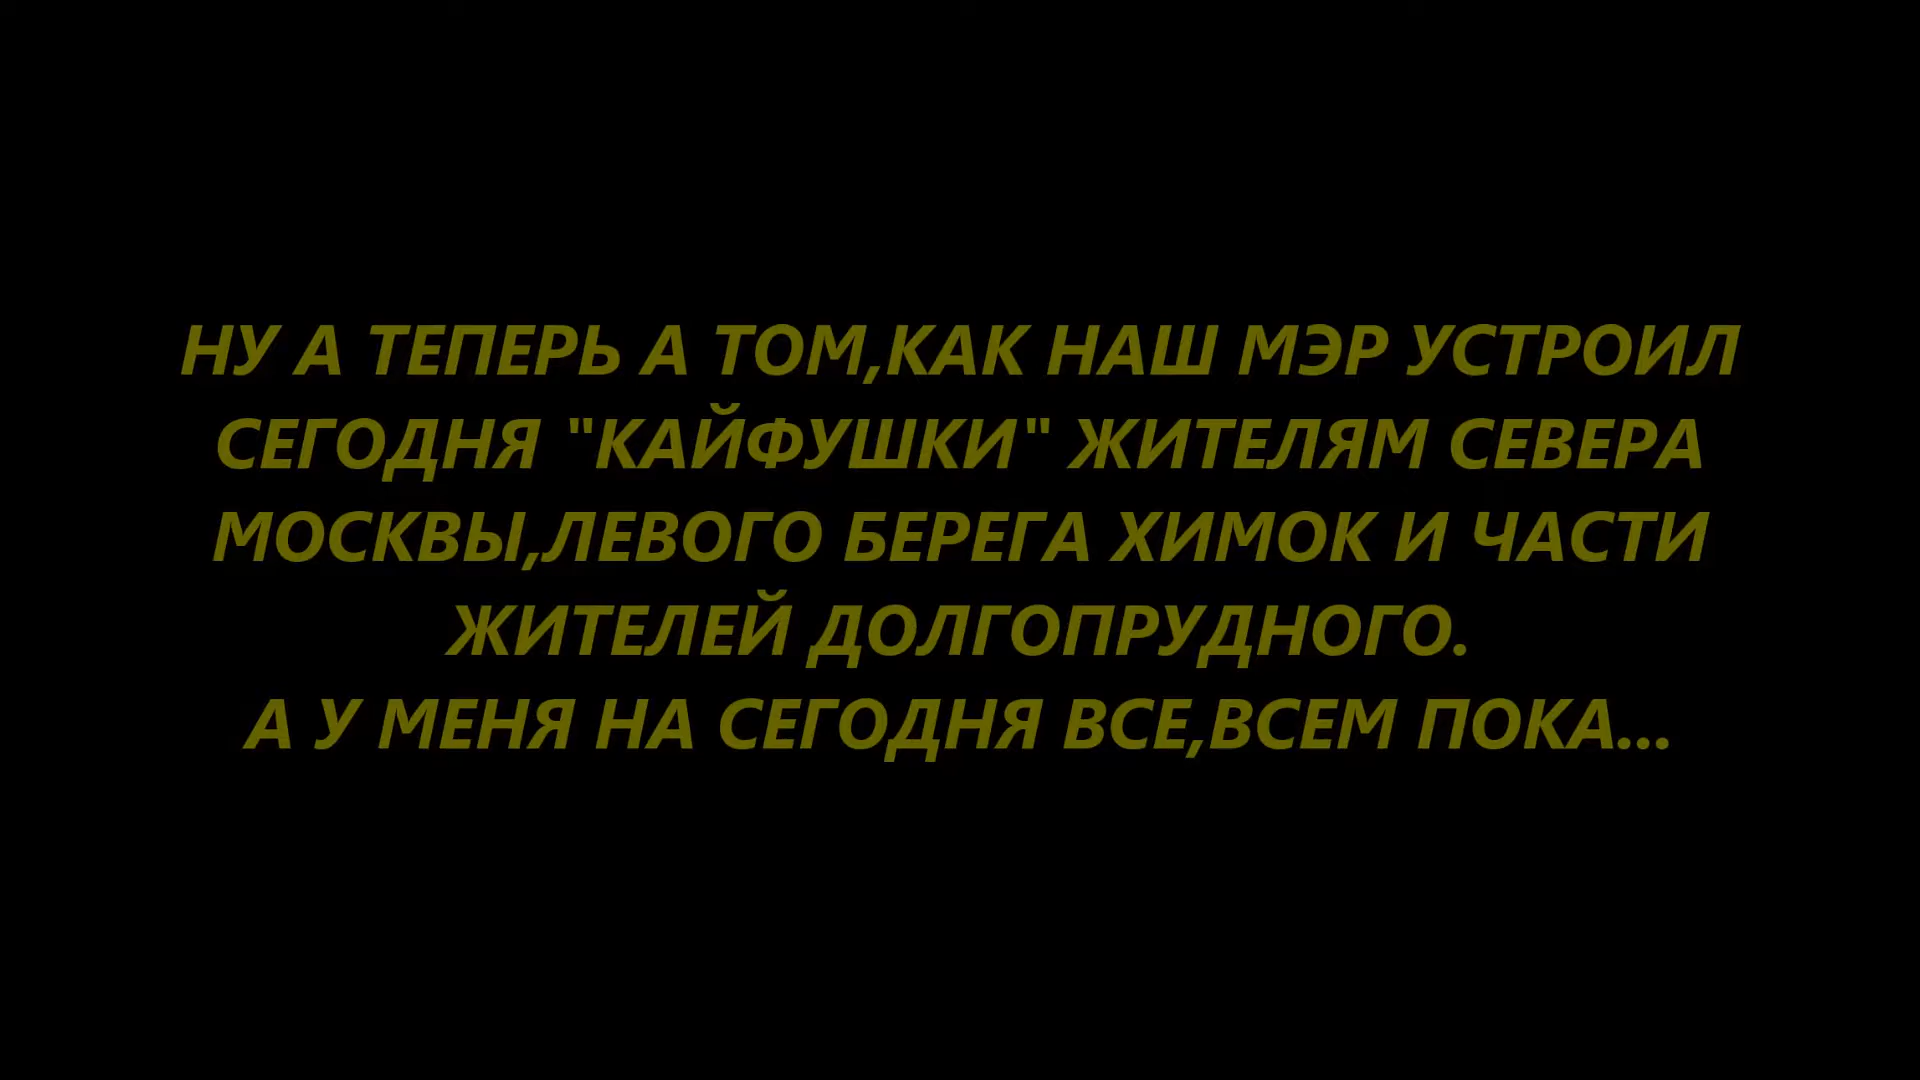 НУ А ТЕПЕРЬ А ТОМ,КАК НАШ МЭР УСТРОИЛ
СЕГОДНЯ "КАЙФУШКИ" ЖИТЕЛЯМ СЕВЕРА
МОСКВЫ,ЛЕВОГО БЕРЕГА ХИМОК И ЧАСТИ
ЖИТЕЛЕЙ ДОЛГОПРУДНОГО.
А У МЕНЯ НА СЕГОДНЯ ВСЕ,ВСЕМ ПОКА...